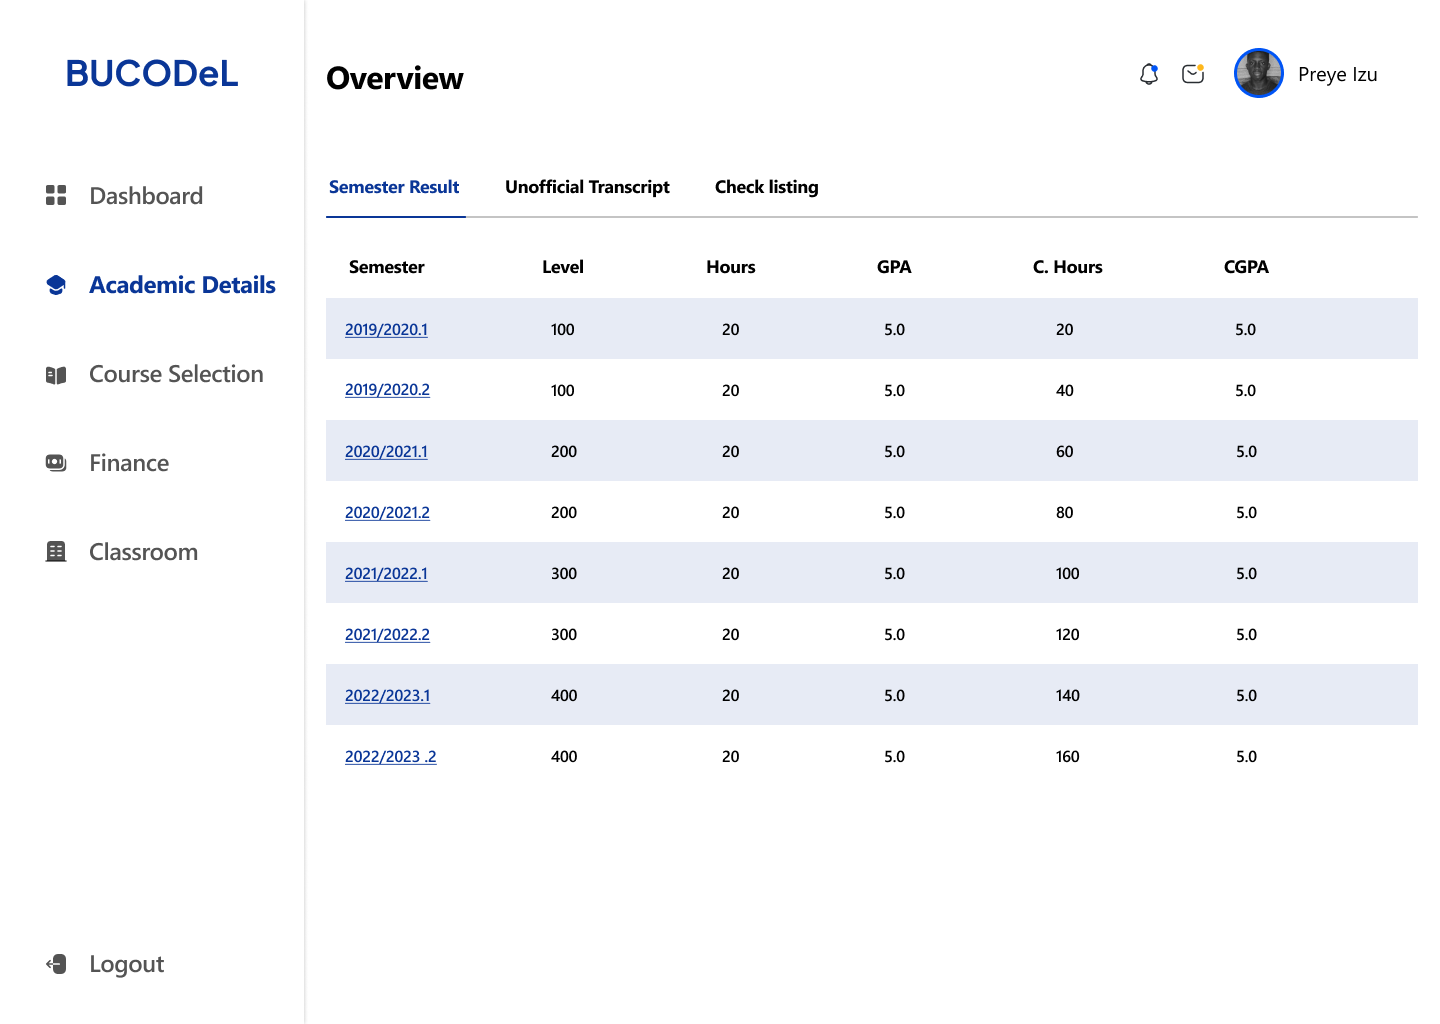 BUCODeL
Overview
Preye Izu
Dashboard
Academic Details
Course Selection
Finance
Classroom
Logout
Semester Result Unofficial Transcript Check listing
Semester Level Hours GPA C. Hours CGPA
2019/2020.1 100 20 5.0 20 5.0
2019/2020.2 100 20 5.0 40 5.0
2020/2021.1 200 20 5.0 60 5.0
2020/2021.2 200 20 5.0 80 5.0
2021/2022.1 300 20 5.0 100 5.0
2021/2022.2 300 20 5.0 120 5.0
2022/2023.1 400 20 5.0 140 5.0
2022/2023 .2 400 20 5.0 160 5.0